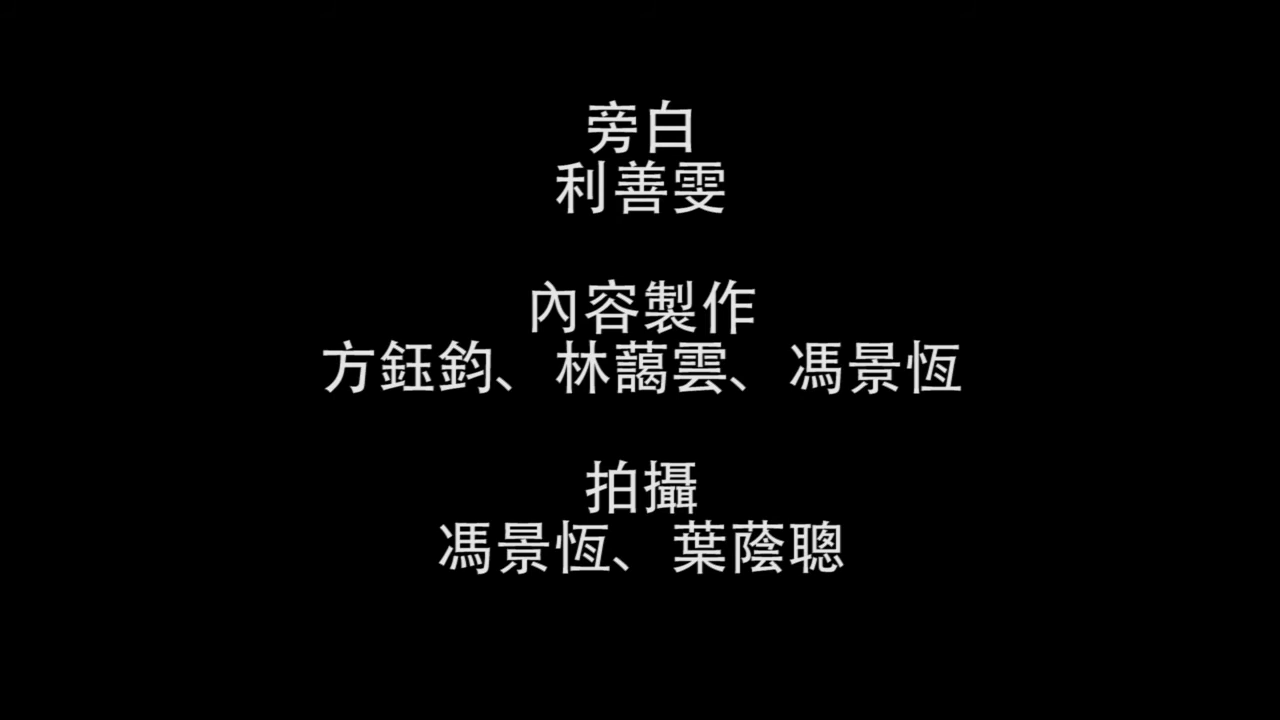 旁白
利善雯
內容製作
方鈺鈞、林藹雲、馮景恆
拍攝
馮景恆、葉蔭聰